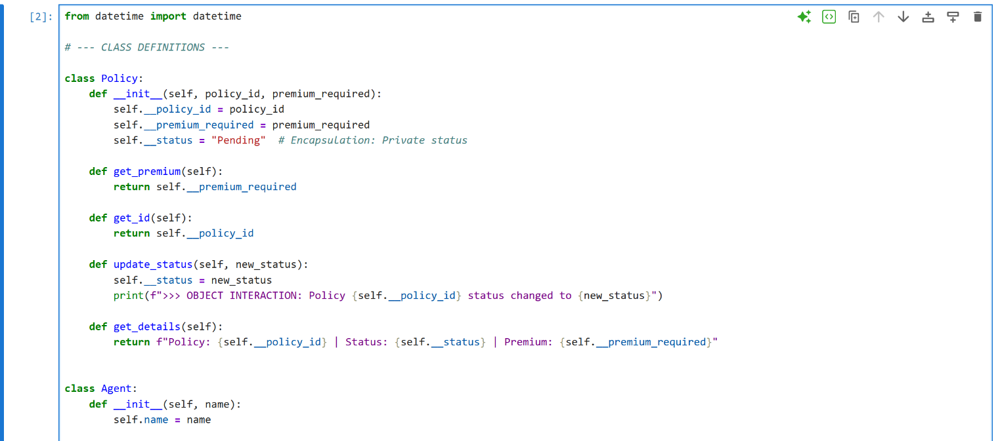 [2]:
from datetime import datetime
# --- CLASS DEFINITIONS ---
class Policy:
    def __init__(self, policy_id, premium_required):
        self.__policy_id = policy_id
        self.__premium_required = premium_required
        self.__status = "Pending"  # Encapsulation: Private status
    def get_premium(self):
        return self.__premium_required
    def get_id(self):
        return self.__policy_id
    def update_status(self, new_status):
        self.__status = new_status
        print(f">>> OBJECT INTERACTION: Policy {self.__policy_id} status changed to {new_status}")
    def get_details(self):
        return f"Policy: {self.__policy_id} | Status: {self.__status} | Premium: {self.__premium_required}"
class Agent:
    def __init__(self, name):
        self.name = name